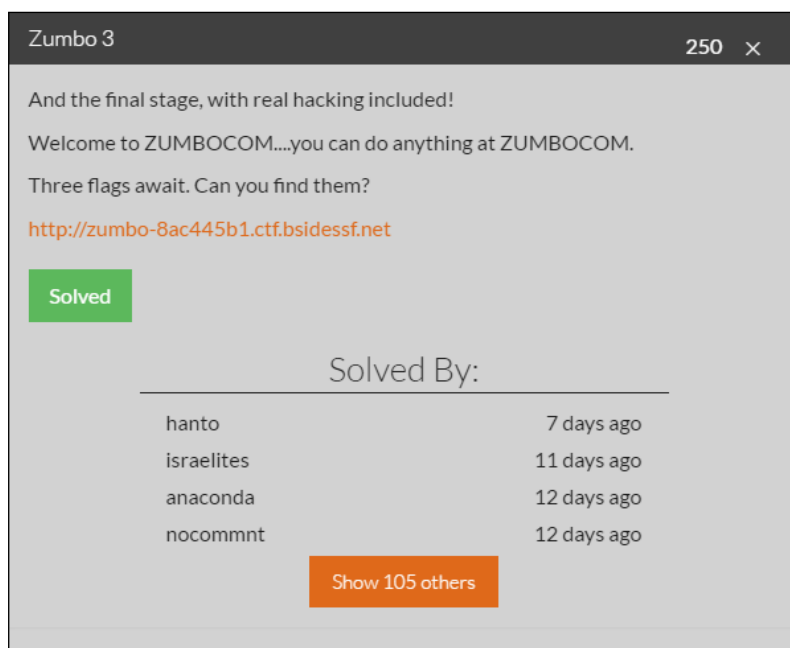 Zumbo 3 250 ×
And the final stage, with real hacking included!
Welcome to ZUMBOCOM....you can do anything at ZUMBOCOM.
Three flags await. Can you find them?
http://zumbo-8ac445b1.ctf.bsidessf.net
Solved
Solved By:
hanto 7 days ago
israelites 11 days ago
anaconda 12 days ago
nocommnt 12 days ago
Show 105 others